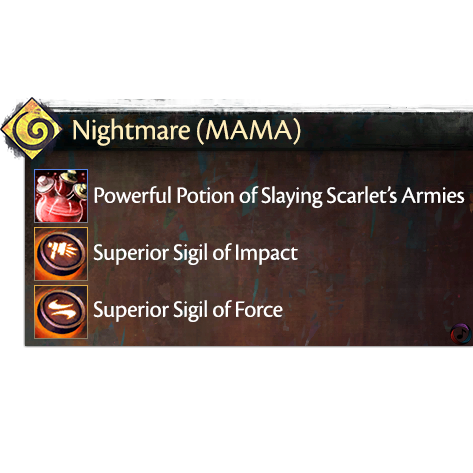 Nightmare (MAMA)
Powerful Potion of Slaying Scarlet's Armies
Superior Sigil of Impact
Superior Sigil of Force